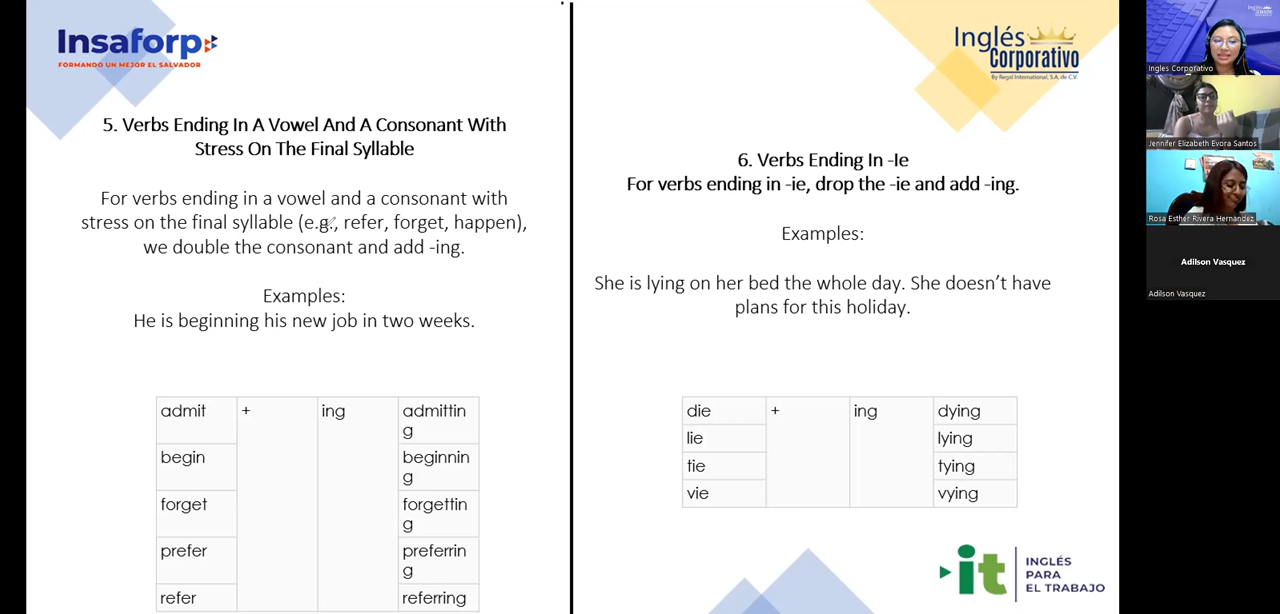 Insaforp
FORMANDO UN MEJOR EL SALVADOR
5. Verbs Ending In A Vowel And A Consonant With
Stress On The Final Syllable
For verbs ending in a vowel and a consonant with
stress on the final syllable (e.g., refer, forget, happen),
we double the consonant and add -ing.
Examples:
He is beginning his new job in two weeks.
admit + ing admittin
g
begin beginnin
g
forget forgettin
g
prefer preferrin
g
refer referring
Inglés
Corporativo
By Regal International, S.A. de C.V.
6. Verbs Ending In -Ie
For verbs ending in -ie, drop the -ie and add -ing.
Examples:
She is lying on her bed the whole day. She doesn’t have
plans for this holiday.
die + ing dying
lie lying
tie tying
vie vying
it
INGLÉS
PARA
EL TRABAJO
Ingles Corporativo
Jennifer Elizabeth Evora Santos
Rosa Esther Rivera Hernandez
Adilson Vasquez
Adilson Vasquez